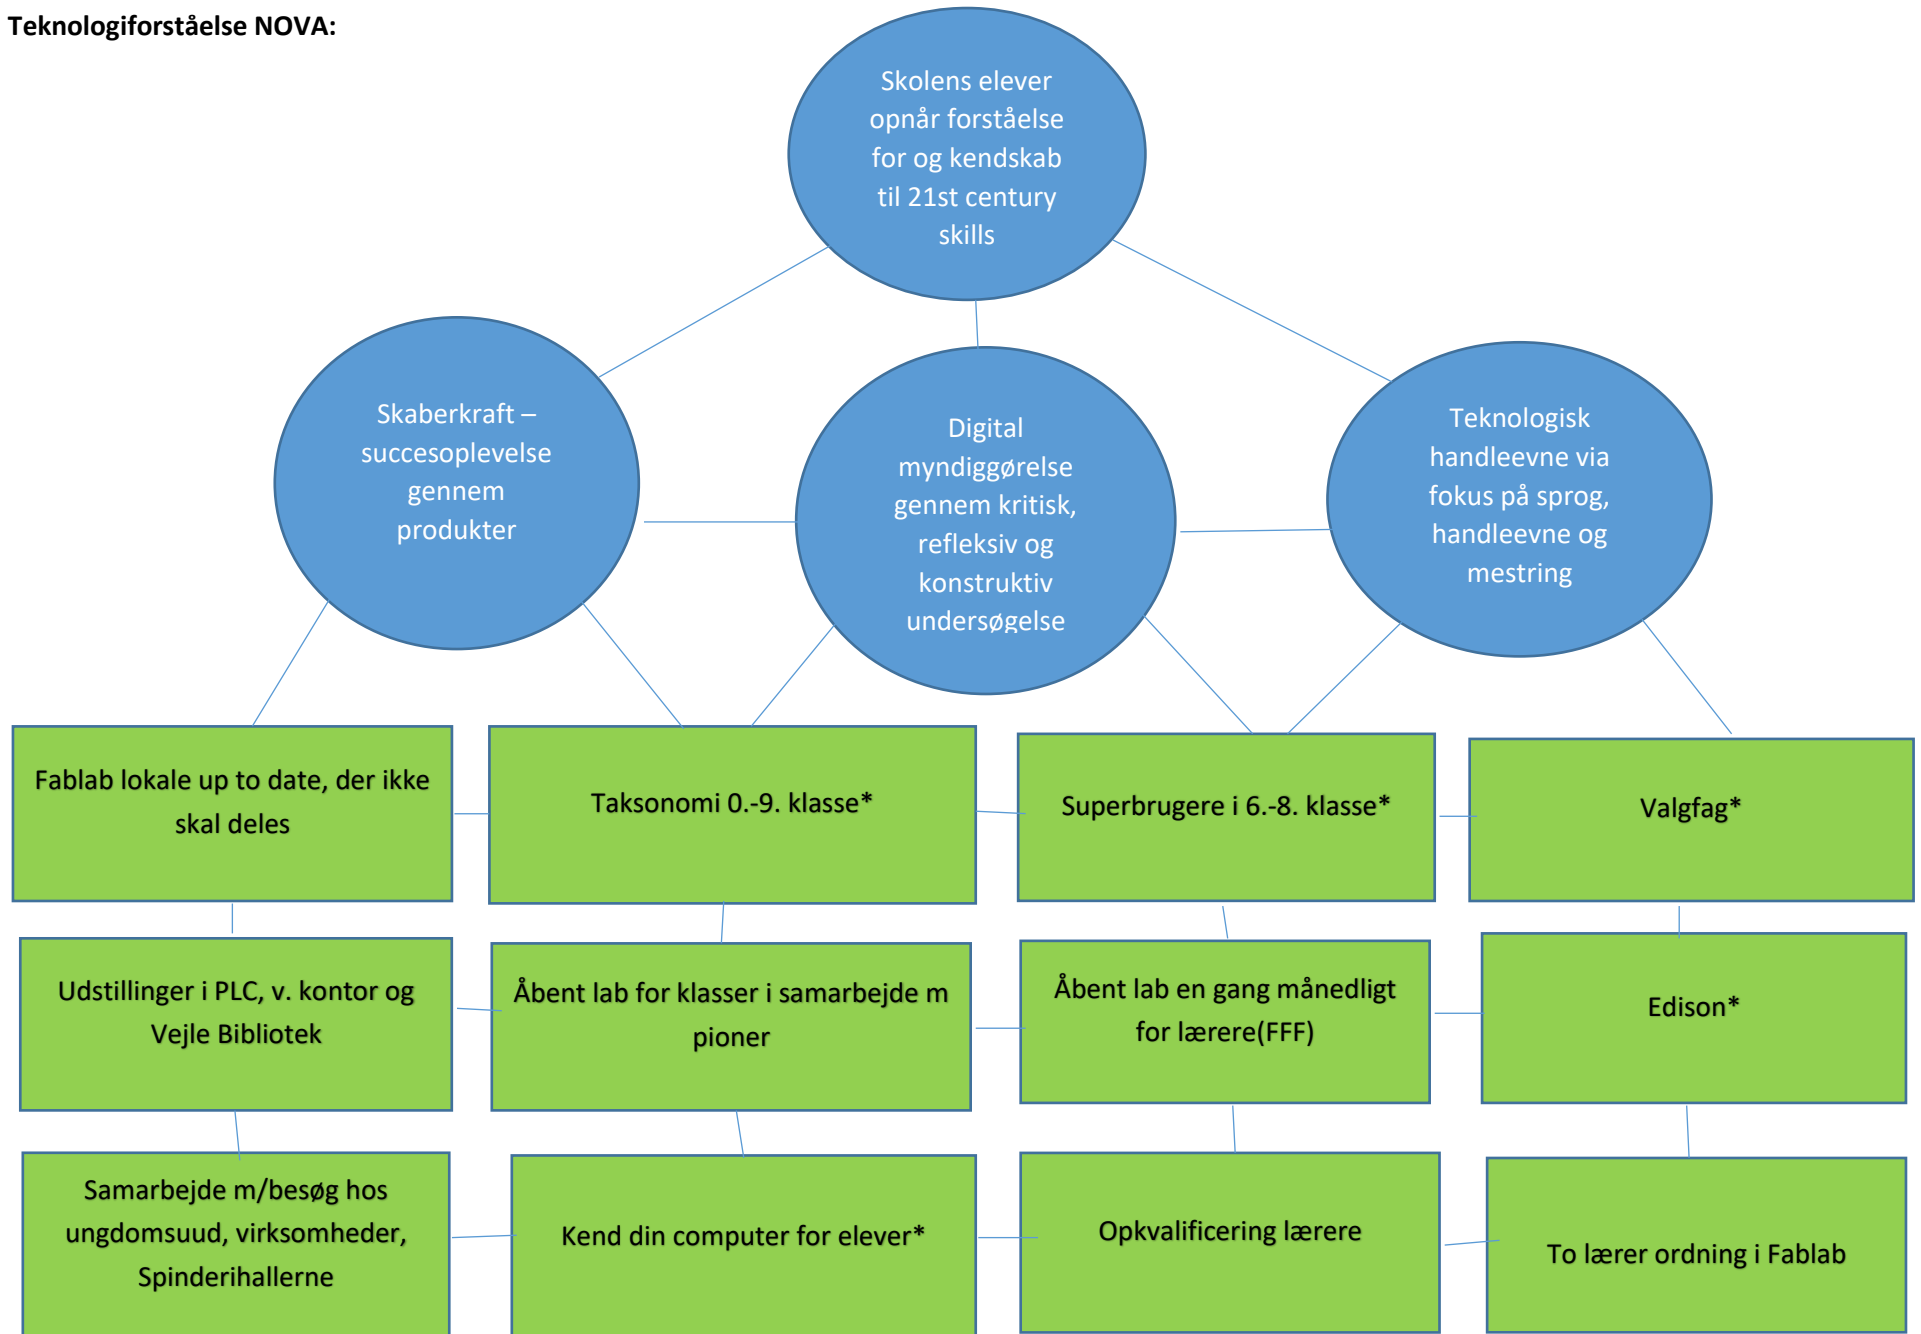 Teknologiforståelse NOVA:
Skolens elever
opnår forståelse
for og kendskab
til 21st century
skills
Skaberkraft –
succesoplevelse
gennem
produkter
Digital
myndiggørelse
gennem kritisk,
refleksiv og
konstruktiv
undersøgelse
Teknologisk
handleevne via
fokus på sprog,
handleevne og
mestring
Fablab lokale up to date, der ikke
skal deles
Taksonomi 0.-9. klasse*
Superbrugere i 6.-8. klasse*
Valgfag*
Udstillinger i PLC, v. kontor og
Vejle Bibliotek
Åbent lab for klasser i samarbejde m
pioner
Åbent lab en gang månedligt
for lærere(FFF)
Edison*
Samarbejde m/besøg hos
ungdomsuud, virksomheder,
Spinderihallerne
Kend din computer for elever*
Opkvalificering lærere
To lærer ordning i Fablab